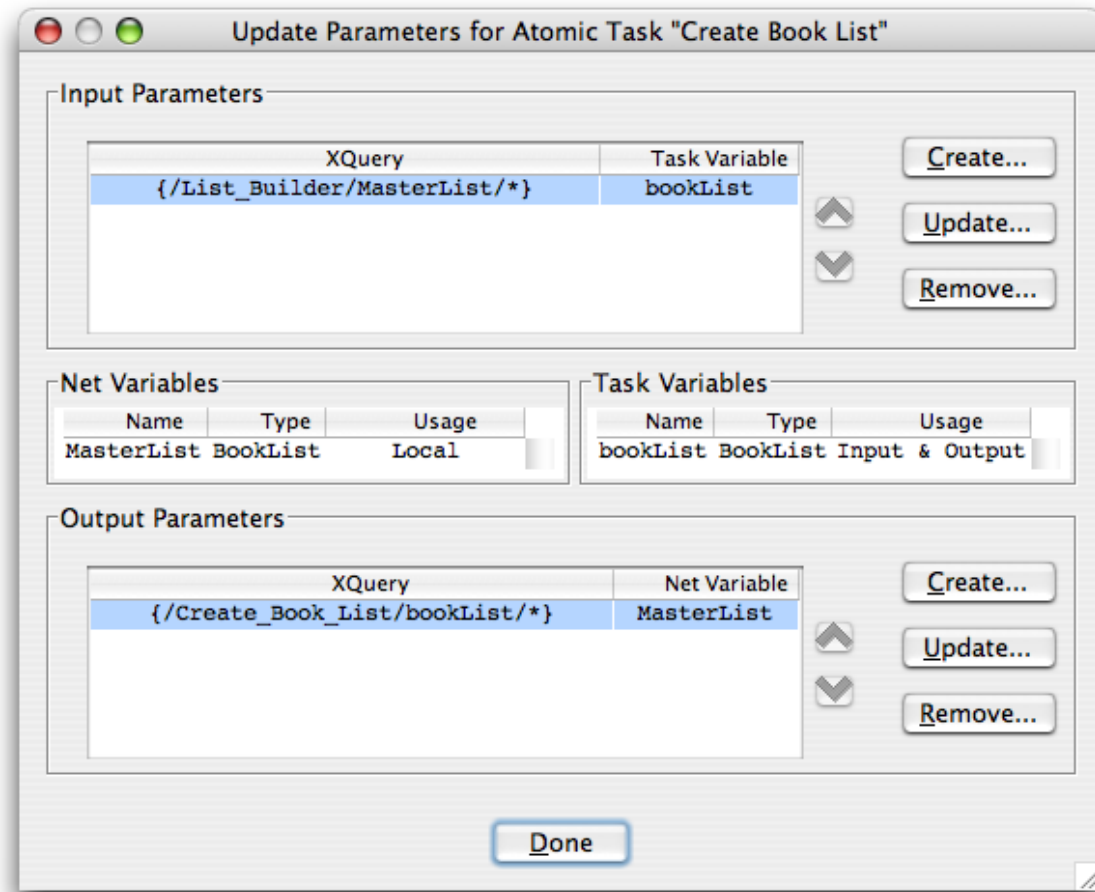 Update Parameters for Atomic Task "Create Book List"
Input Parameters
XQuery Task Variable
{/List_Builder/MasterList/*} bookList
Create...
Update...
Remove...
Net Variables
Name Type Usage
MasterList BookList Local
Task Variables
Name Type Usage
bookList BookList Input & Output
Output Parameters
XQuery Net Variable
{/Create_Book_List/bookList/*} MasterList
Create...
Update...
Remove...
Done